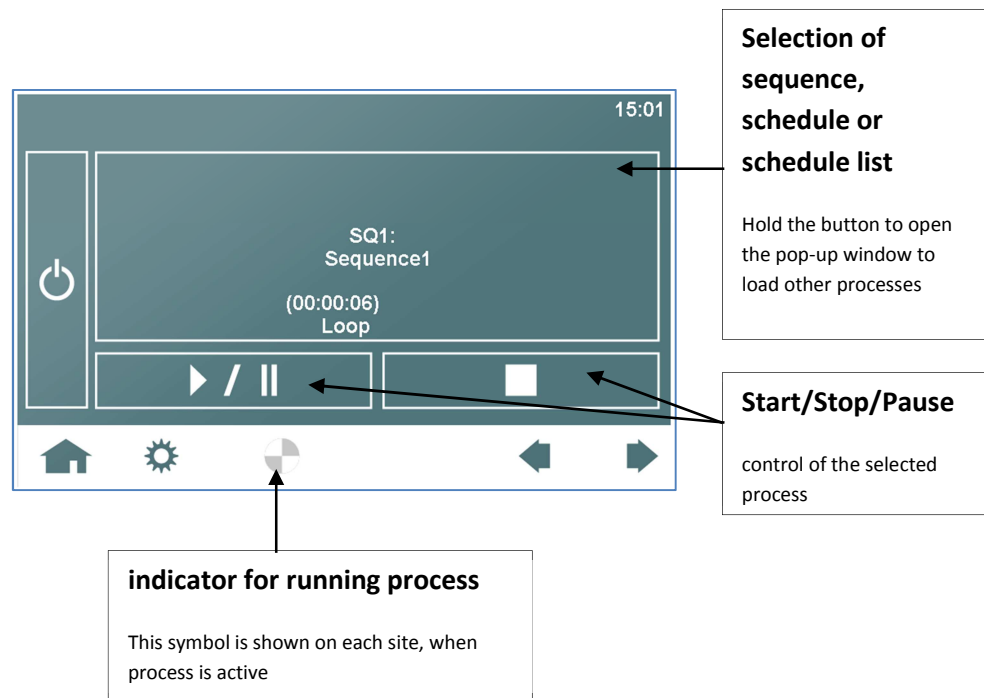 15:01
SQ1:
Sequence1
(00:00:06)
Loop
Selection of
sequence,
schedule or
schedule list
Hold the button to open
the pop-up window to
load other processes
Start/Stop/Pause
control of the selected
process
indicator for running process
This symbol is shown on each site, when
process is active